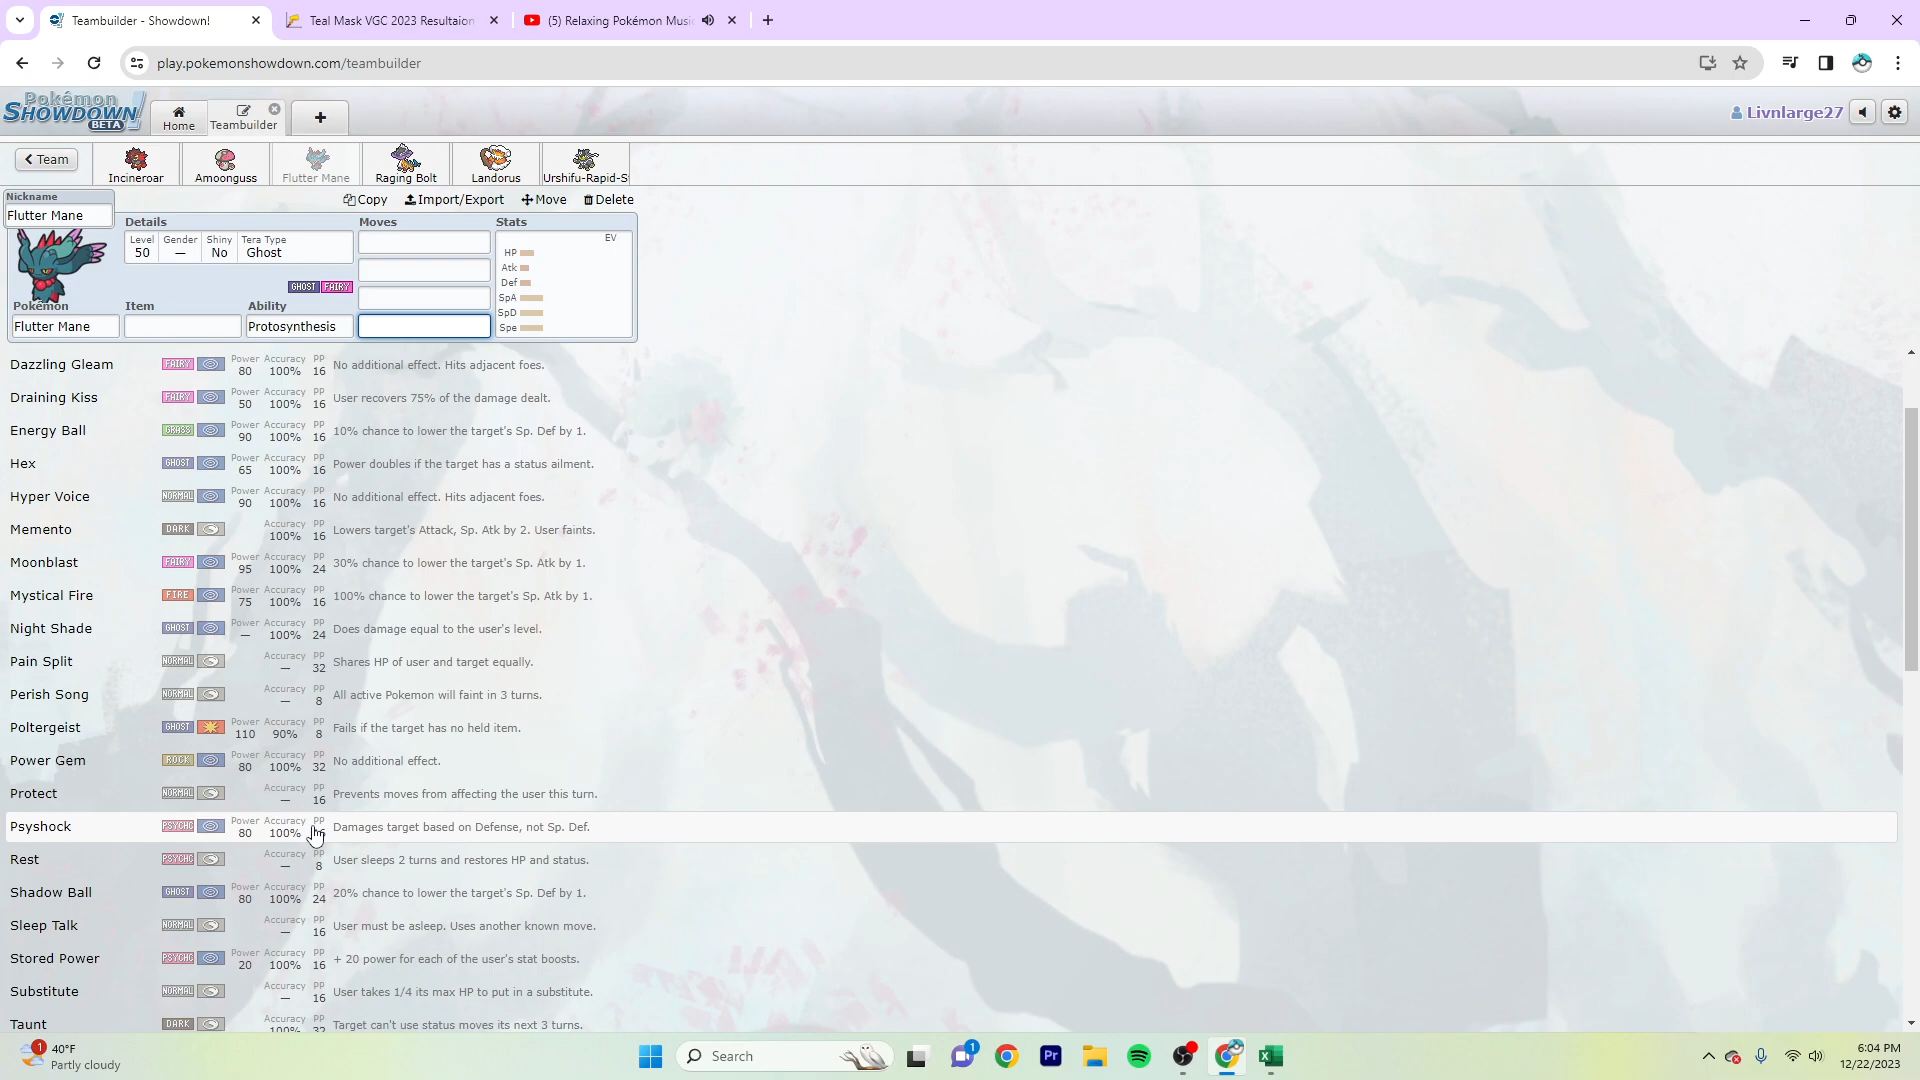 Teambuilder - Showdown!
Teal Mask VGC 2023 Resultation
(5) Relaxing Pokémon Music
play.pokemonshowdown.com/teambuilder
Pokémon
SHOWDOWN!
BETA
Home
Teambuilder
Livnlarge27
Team
Incineroar
Amoonguss
Flutter Mane
Raging Bolt
Landorus
Urshifu-Rapid-S
Nickname
Flutter Mane
Copy
Import/Export
Move
Delete
Details
Moves
Stats
Level Gender Shiny Tera Type
50 — No Ghost
EV
HP
Atk
Def
SpA
SpD
Spe
GHOST FAIRY
Pokémon
Item
Ability
Flutter Mane
Protosynthesis
Dazzling Gleam FAIRY Power 80 Accuracy 100% PP 16 No additional effect. Hits adjacent foes.
Draining Kiss FAIRY Power 50 Accuracy 100% PP 16 User recovers 75% of the damage dealt.
Energy Ball GRASS Power 90 Accuracy 100% PP 16 10% chance to lower the target's Sp. Def by 1.
Hex GHOST Power 65 Accuracy 100% PP 16 Power doubles if the target has a status ailment.
Hyper Voice NORMAL Power 90 Accuracy 100% PP 16 No additional effect. Hits adjacent foes.
Memento DARK Accuracy 100% PP 16 Lowers target's Attack, Sp. Atk by 2. User faints.
Moonblast FAIRY Power 95 Accuracy 100% PP 24 30% chance to lower the target's Sp. Atk by 1.
Mystical Fire FIRE Power 75 Accuracy 100% PP 16 100% chance to lower the target's Sp. Atk by 1.
Night Shade GHOST Power — Accuracy 100% PP 24 Does damage equal to the user's level.
Pain Split NORMAL Accuracy — PP 32 Shares HP of user and target equally.
Perish Song NORMAL Accuracy — PP 8 All active Pokemon will faint in 3 turns.
Poltergeist GHOST Power 110 Accuracy 90% PP 8 Fails if the target has no held item.
Power Gem ROCK Power 80 Accuracy 100% PP 32 No additional effect.
Protect NORMAL Accuracy — PP 16 Prevents moves from affecting the user this turn.
Psyshock PSYCHC Power 80 Accuracy 100% PP Damages target based on Defense, not Sp. Def.
Rest PSYCHC Accuracy — PP 8 User sleeps 2 turns and restores HP and status.
Shadow Ball GHOST Power 80 Accuracy 100% PP 24 20% chance to lower the target's Sp. Def by 1.
Sleep Talk NORMAL Accuracy — PP 16 User must be asleep. Uses another known move.
Stored Power PSYCHC Power 20 Accuracy 100% PP 16 + 20 power for each of the user's stat boosts.
Substitute NORMAL Accuracy — PP 16 User takes 1/4 its max HP to put in a substitute.
Taunt DARK Accuracy 100% PP 32 Target can't use status moves its next 3 turns.
1
40°F
Partly cloudy
Search
1
Pr
6:04 PM
12/22/2023